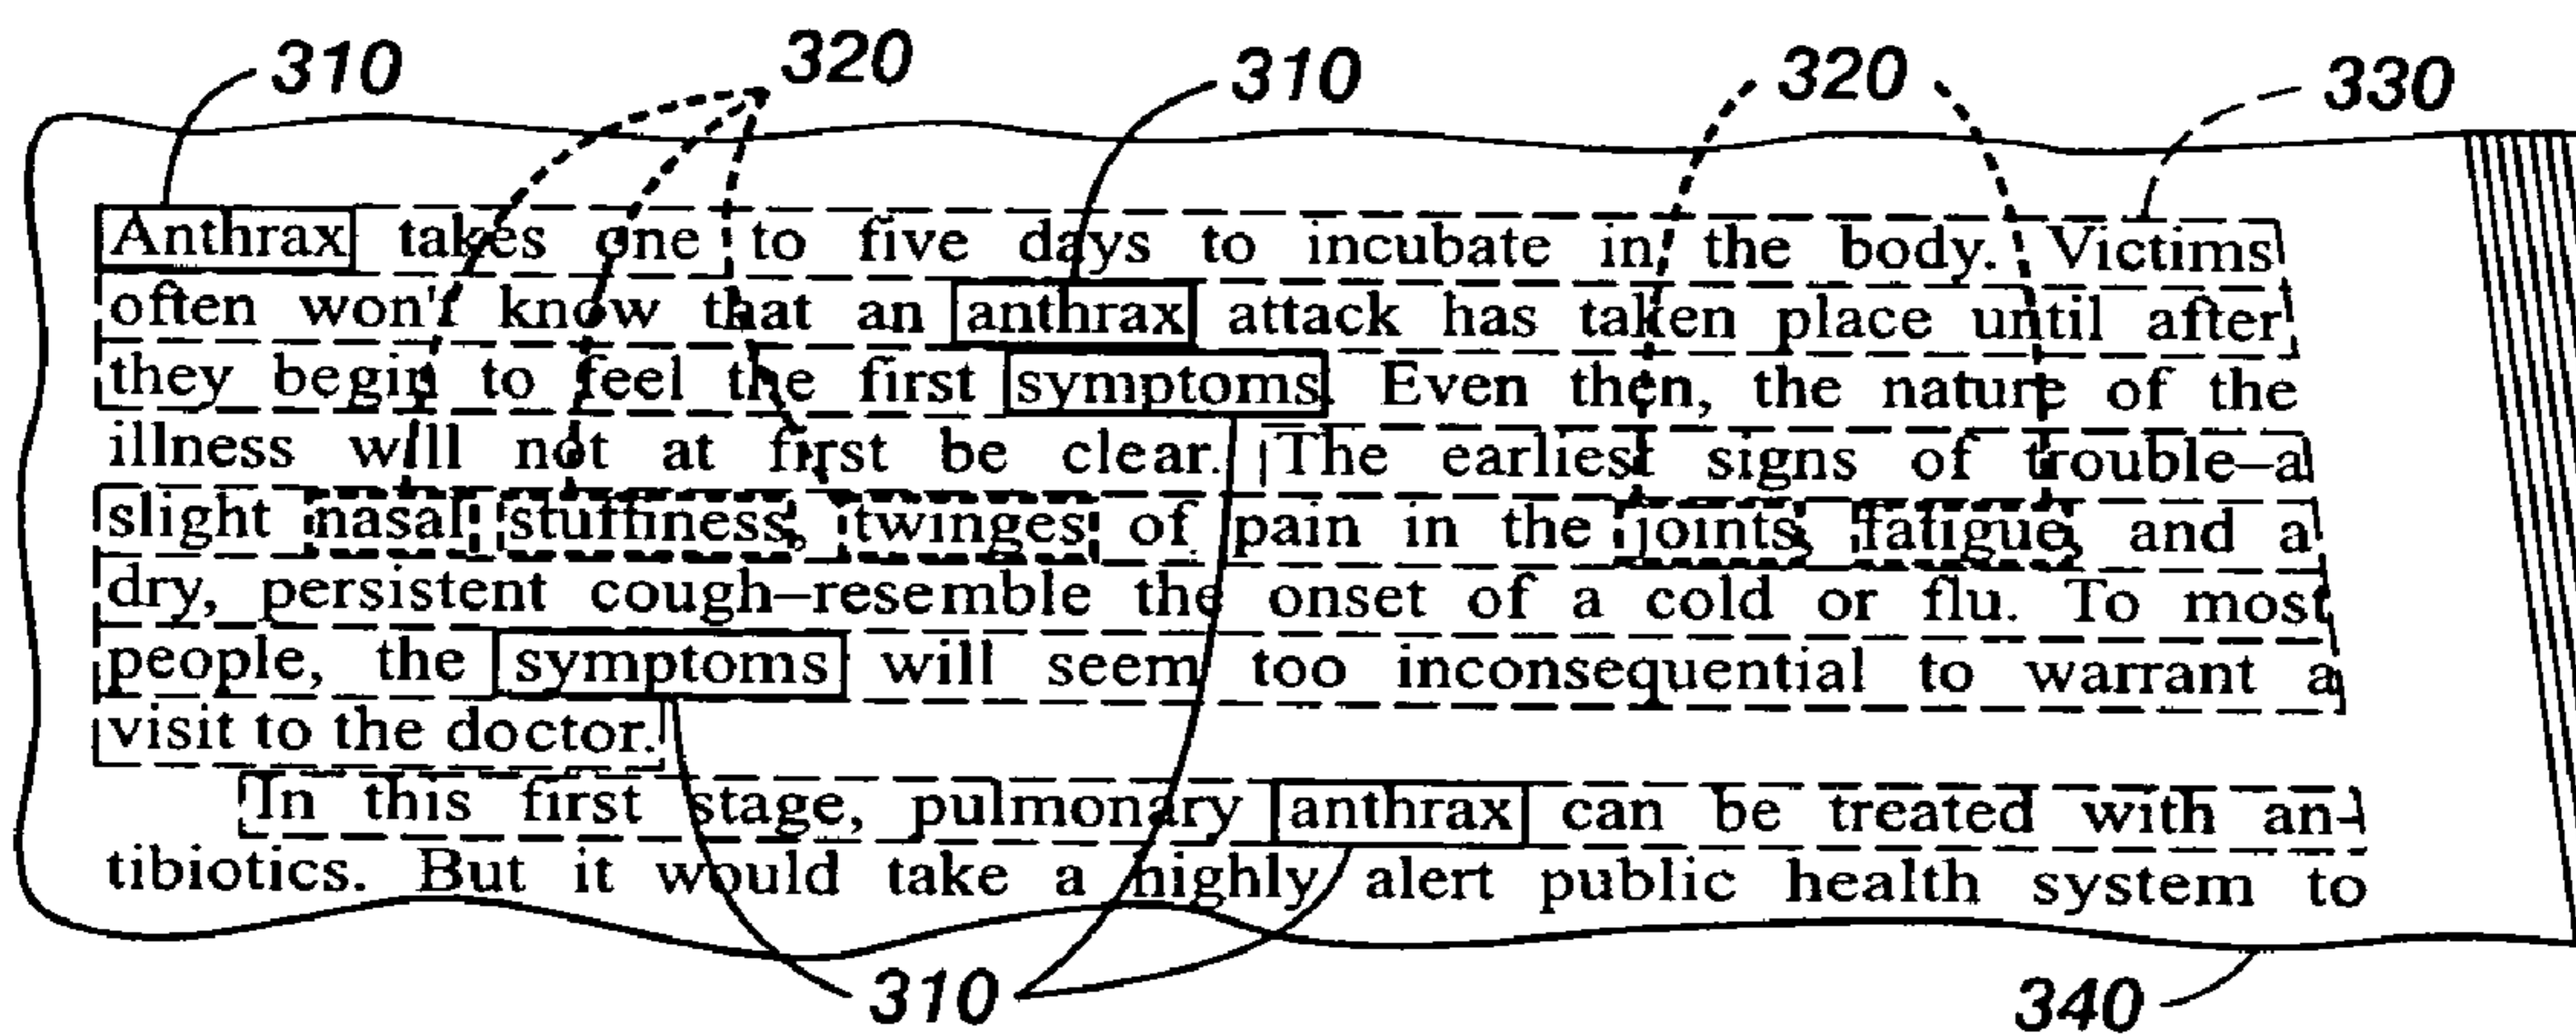 310 320 310 320 330
Anthrax takes one to five days to incubate in the body. Victims
often won't know that an anthrax attack has taken place until after
they begin to feel the first symptoms. Even then, the nature of the
illness will not at first be clear. The earliest signs of trouble–a
slight nasal stuffiness, twinges of pain in the joints, fatigue, and a
dry, persistent cough–resemble the onset of a cold or flu. To most
people, the symptoms will seem too inconsequential to warrant a
visit to the doctor.
In this first stage, pulmonary anthrax can be treated with an-
tibiotics. But it would take a highly alert public health system to
310 340